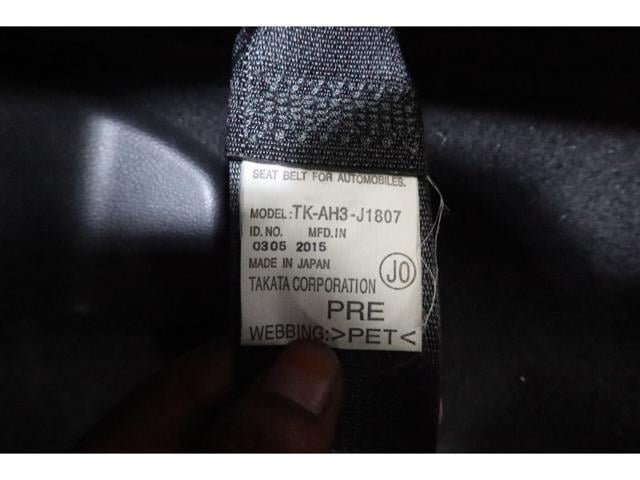 SEAT BELT FOR AUTOMOBILES.
MODEL:TK-AH3-J1807
ID.NO. MFD.IN
0305 2015
MADE IN JAPAN
JO
TAKATA CORPORATION
PRE
WEBBING:>PET<